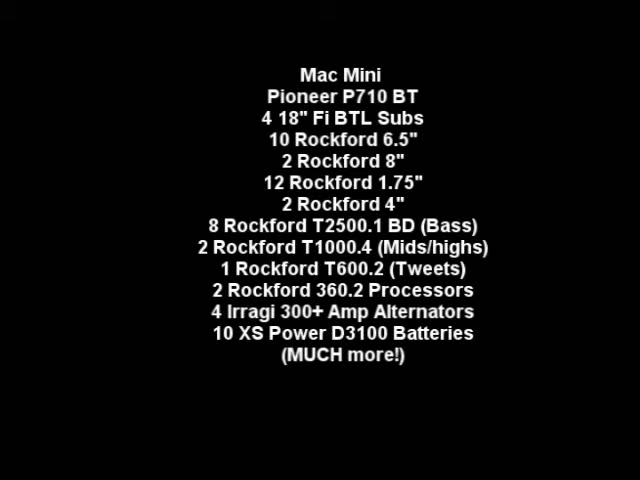 Mac Mini
Pioneer P710 BT
4 18" Fi BTL Subs
10 Rockford 6.5"
2 Rockford 8"
12 Rockford 1.75"
2 Rockford 4"
8 Rockford T2500.1 BD (Bass)
2 Rockford T1000.4 (Mids/highs)
1 Rockford T600.2 (Tweets)
2 Rockford 360.2 Processors
4 Irragi 300+ Amp Alternators
10 XS Power D3100 Batteries
(MUCH more!)